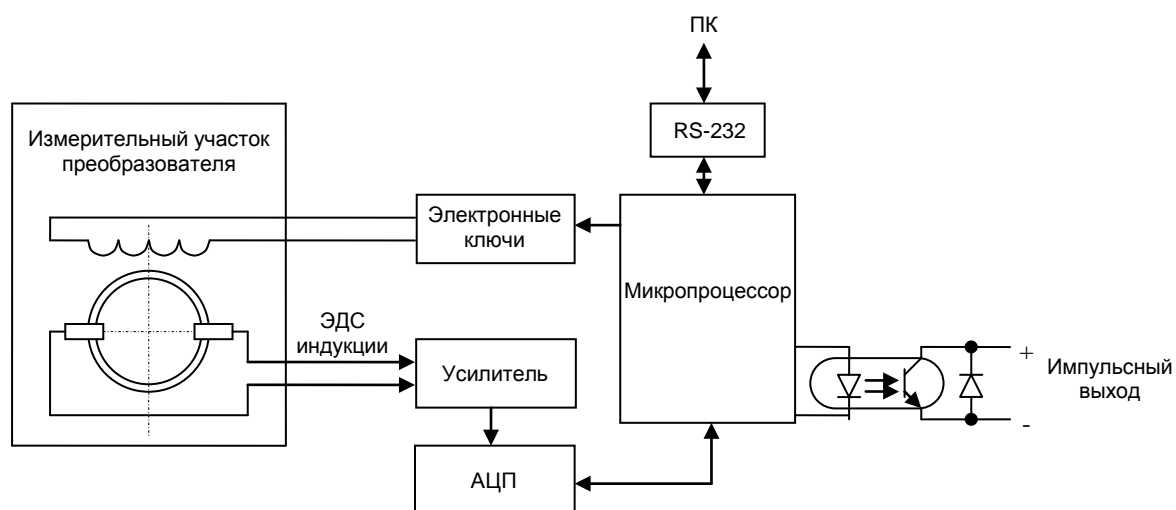 ПК
RS-232
Измерительный участок
преобразователя
Электронные
ключи
Микропроцессор
ЭДС
индукции
Усилитель
АЦП
+
Импульсный
выход
-